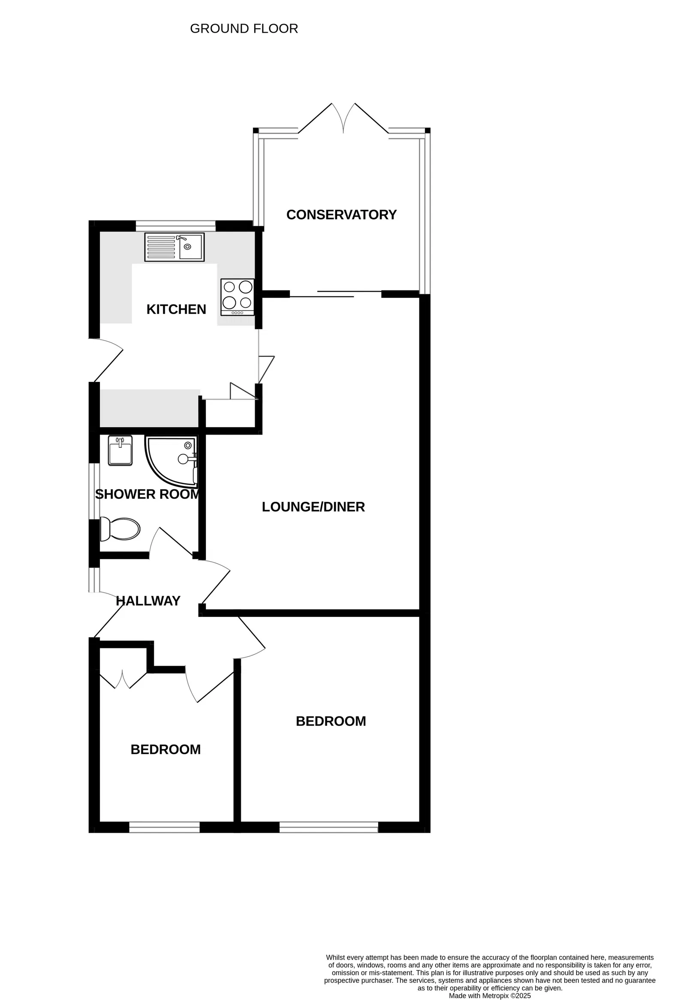 GROUND FLOOR
CONSERVATORY
KITCHEN
SHOWER ROOM
LOUNGE/DINER
HALLWAY
BEDROOM
BEDROOM
Whilst every attempt has been made to ensure the accuracy of the floorplan contained here, measurements
of doors, windows, rooms and any other items are approximate and no responsibility is taken for any error,
omission or mis-statement. This plan is for illustrative purposes only and should be used as such by any
prospective purchaser. The services, systems and appliances shown have not been tested and no guarantee
as to their operability or efficiency can be given.
Made with Metropix ©2025